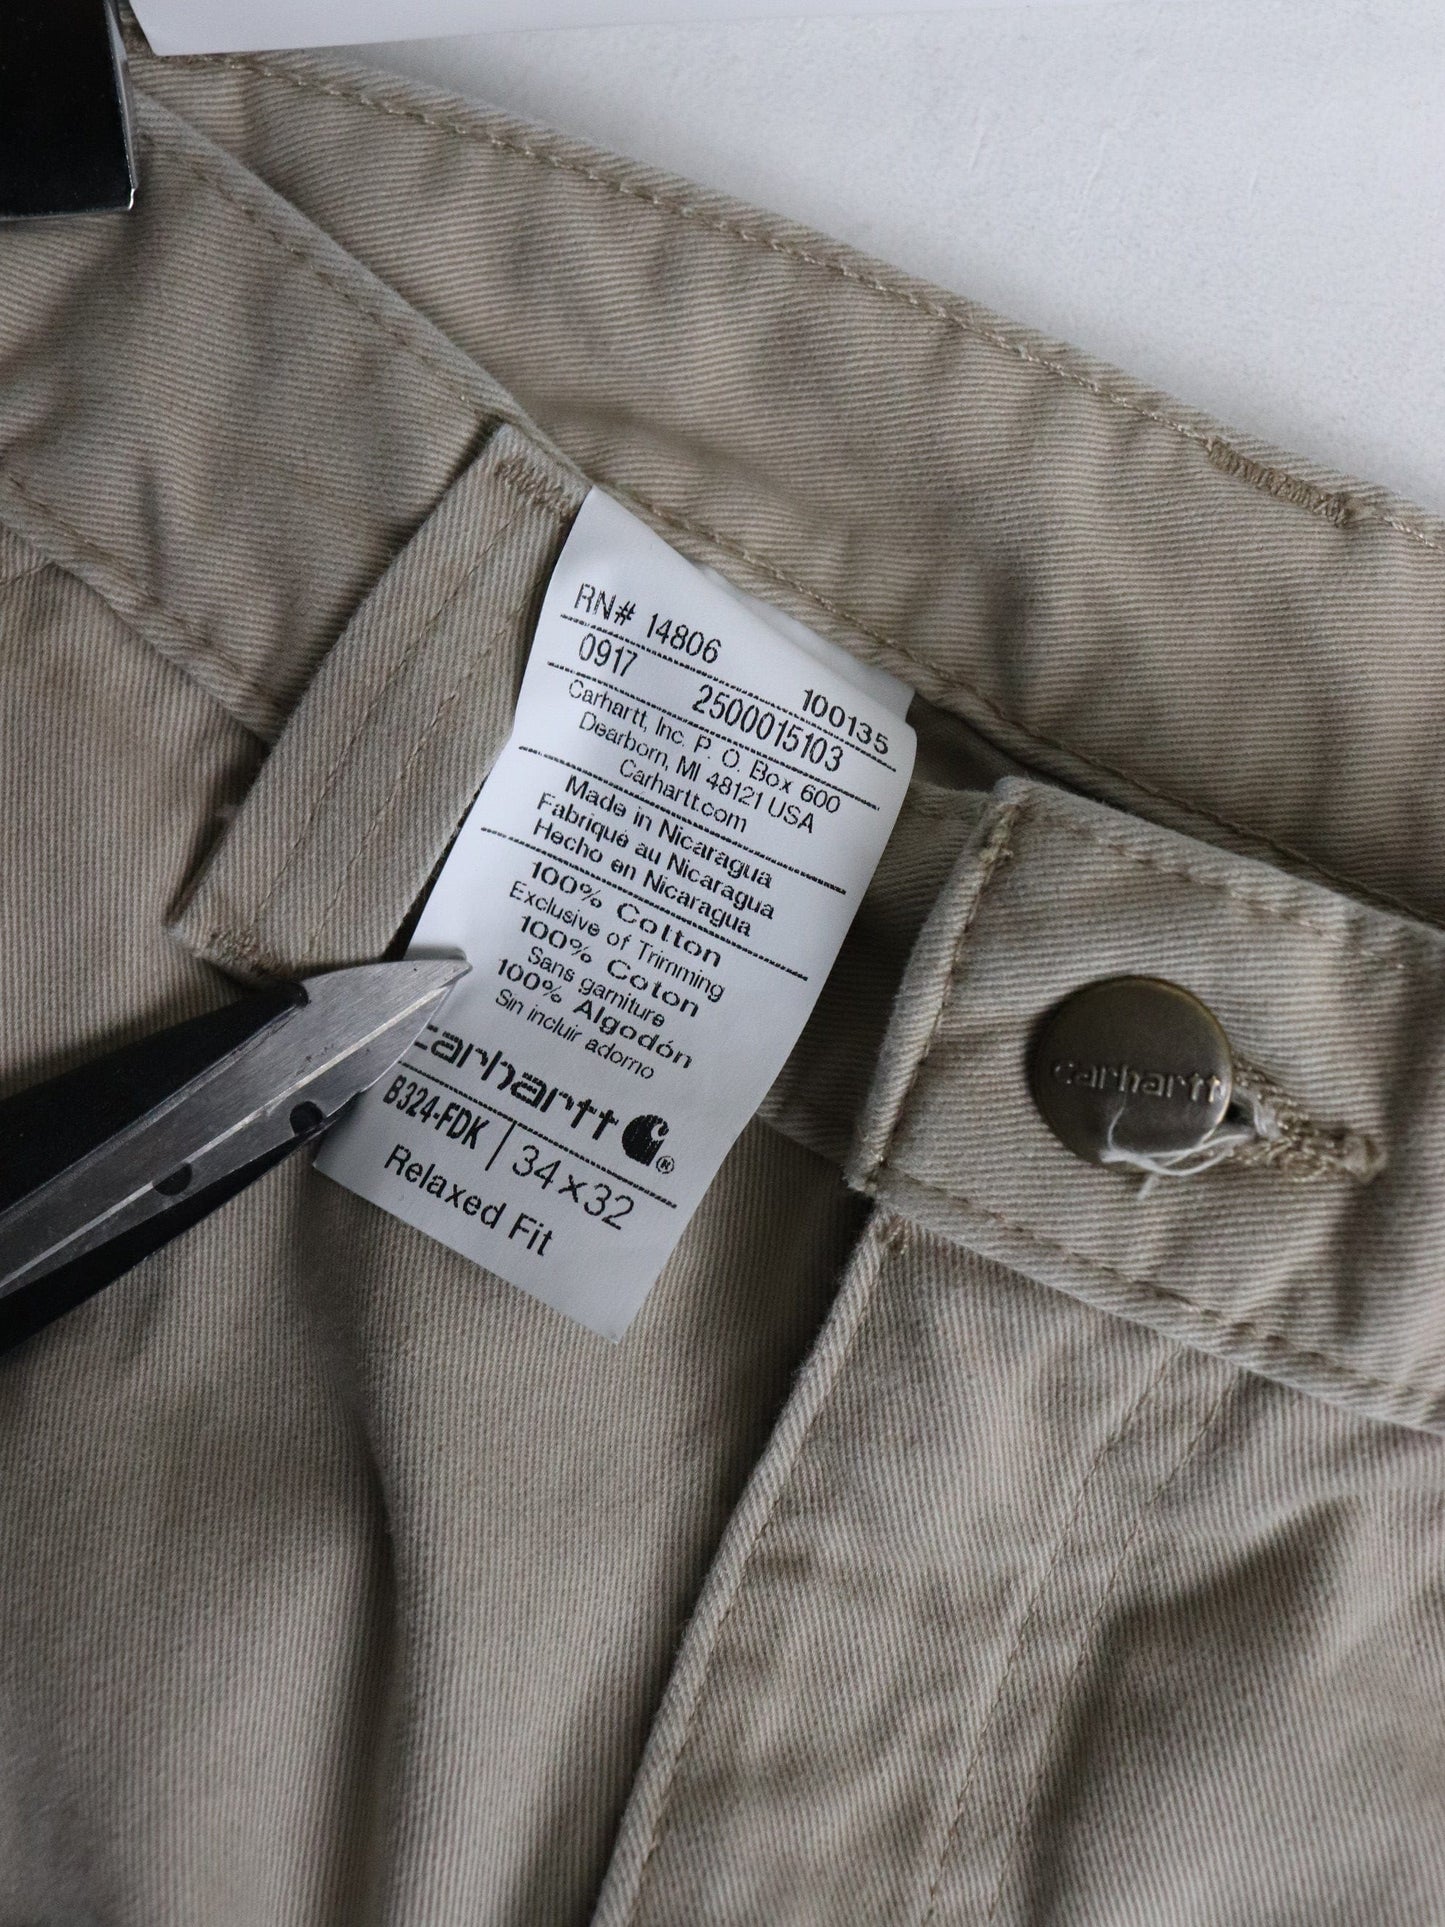 RN# 14806 100135
0917 2500015103
Carhartt, Inc. P. O. Box 600
Dearborn, MI 48121 USA
Carhartt.com
Made in Nicaragua
Fabriqué au Nicaragua
Hecho en Nicaragua
100% Cotton
Exclusive of Trimming
100% Coton
Sans garniture
100% Algodón
Sin incluir adorno
carhartt ®
B324-FDK | 34x32
Relaxed Fit
carhartt